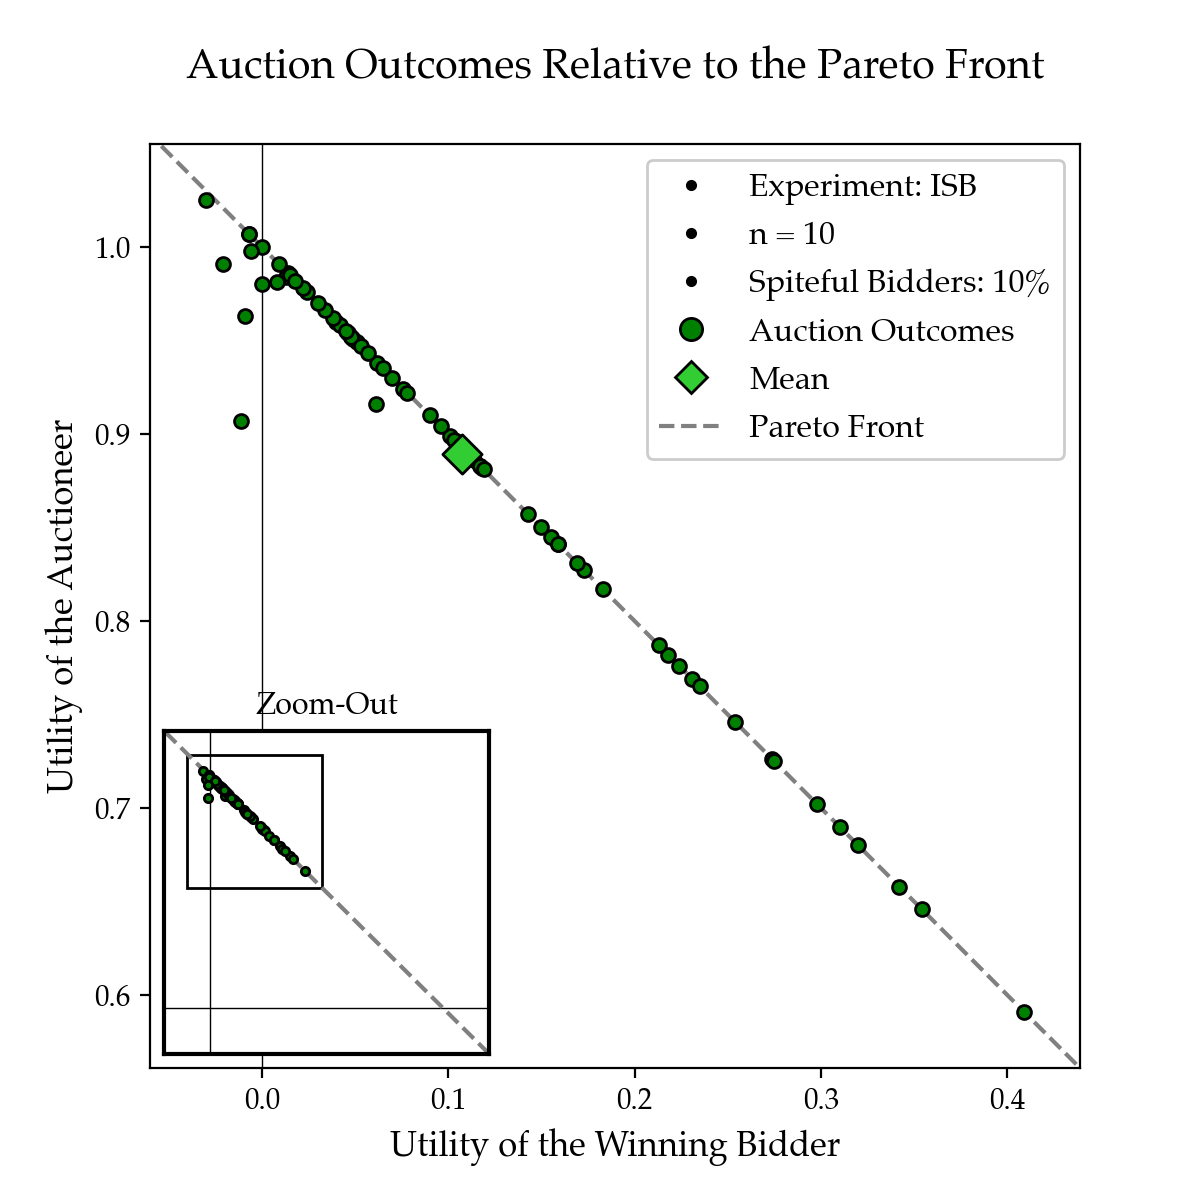 Auction Outcomes Relative to the Pareto Front
Experiment: ISB
n = 10
Spiteful Bidders: 10%
Auction Outcomes
Mean
Pareto Front
Utility of the Auctioneer
1.0
0.9
0.8
0.7
0.6
Zoom-Out
0.0
0.1
0.2
0.3
0.4
Utility of the Winning Bidder